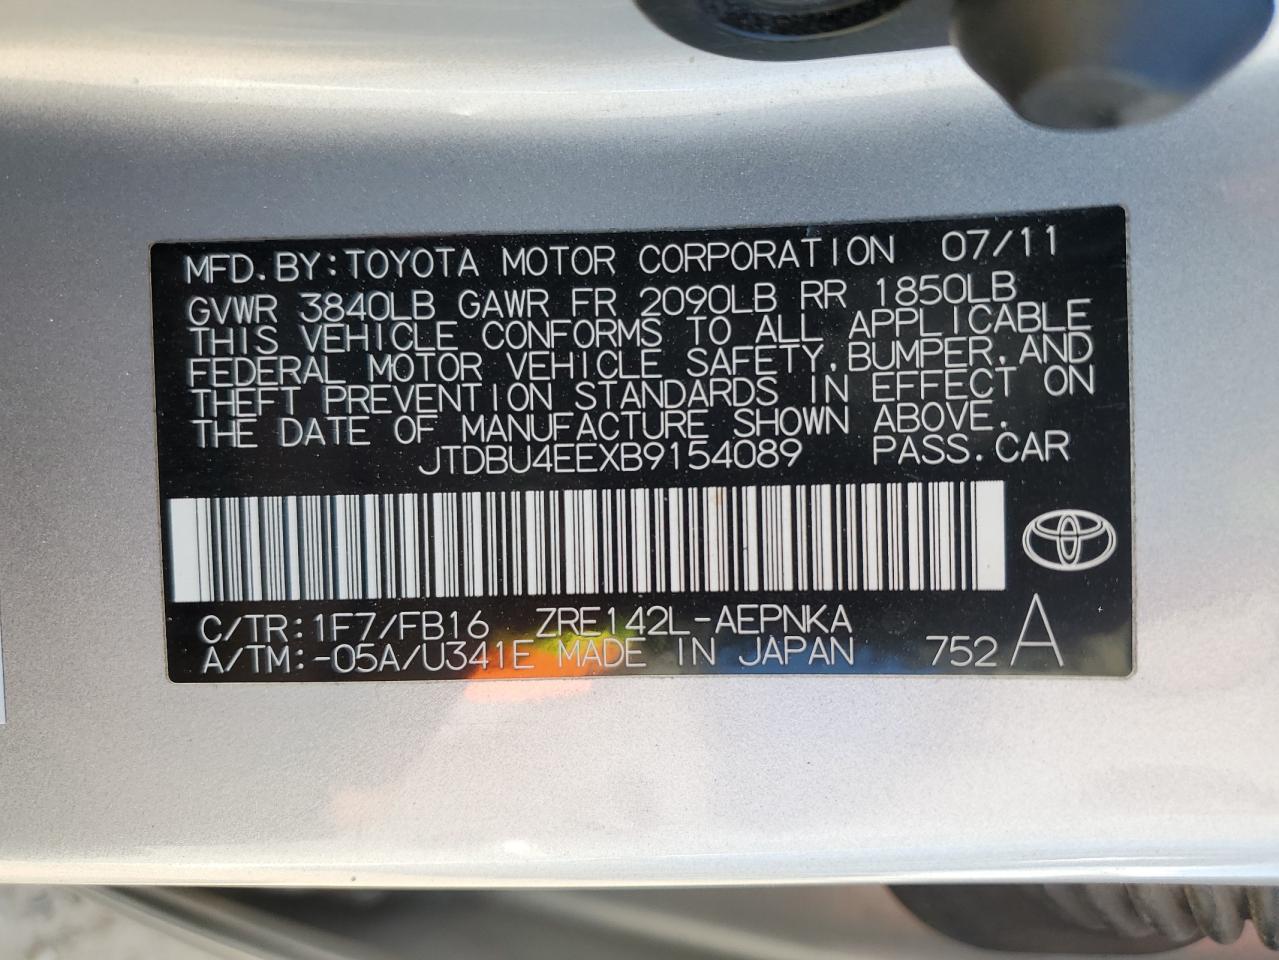 MFD.BY:TOYOTA MOTOR CORPORATION 07/11
GVWR 3840LB GAWR FR 2090LB RR 1850LB
THIS VEHICLE CONFORMS TO ALL APPLICABLE
FEDERAL MOTOR VEHICLE SAFETY,BUMPER,AND
THEFT PREVENTION STANDARDS IN EFFECT ON
THE DATE OF MANUFACTURE SHOWN ABOVE.
JTDBU4EEXB9154089 PASS.CAR
C/TR:1F7/FB16 ZRE142L-AEPNKA
A/TM:-05A/U341E MADE IN JAPAN 752 A